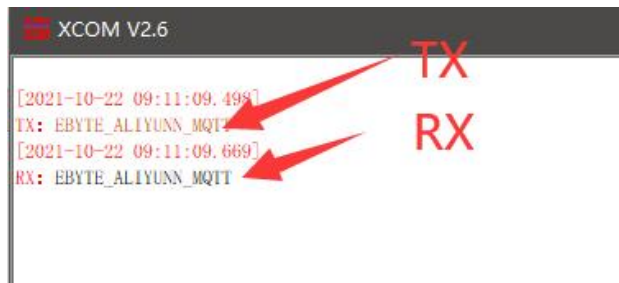 XCOM V2.6
TX
[2021-10-22 09:11:09.498]
TX: EBYTE_ALIYUNN_MQTT
RX
[2021-10-22 09:11:09.669]
RX: EBYTE_ALIYUNN_MQTT